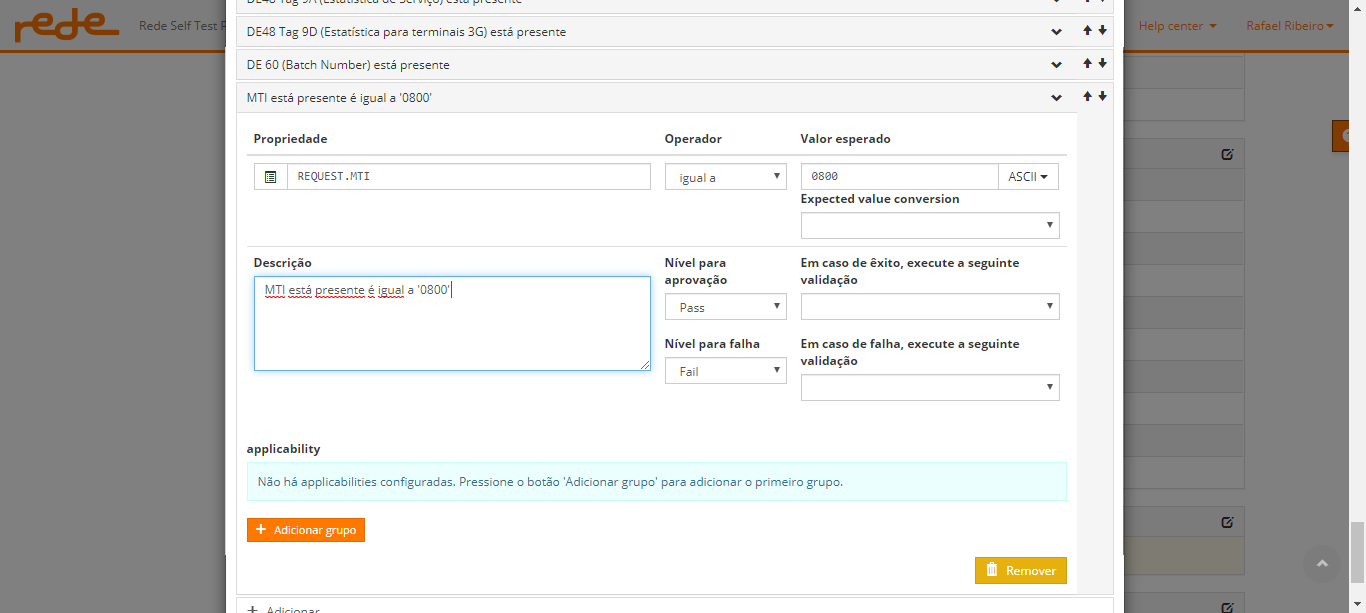 DE48 Tag 9A (Estatística de Serviço) está presente
rede
Rede Self Test P
Help center
Rafael Ribeiro
DE48 Tag 9D (Estatística para terminais 3G) está presente
DE 60 (Batch Number) está presente
MTI está presente é igual a '0800'
Propriedade
Operador
Valor esperado
REQUEST.MTI
igual a
0800
ASCII
Expected value conversion
Descrição
Nível para aprovação
Em caso de êxito, execute a seguinte validação
MTI está presente é igual a '0800'
Pass
Nível para falha
Em caso de falha, execute a seguinte validação
Fail
applicability
Não há applicabilities configuradas. Pressione o botão 'Adicionar grupo' para adicionar o primeiro grupo.
+ Adicionar grupo
Remover
+ Adicionar